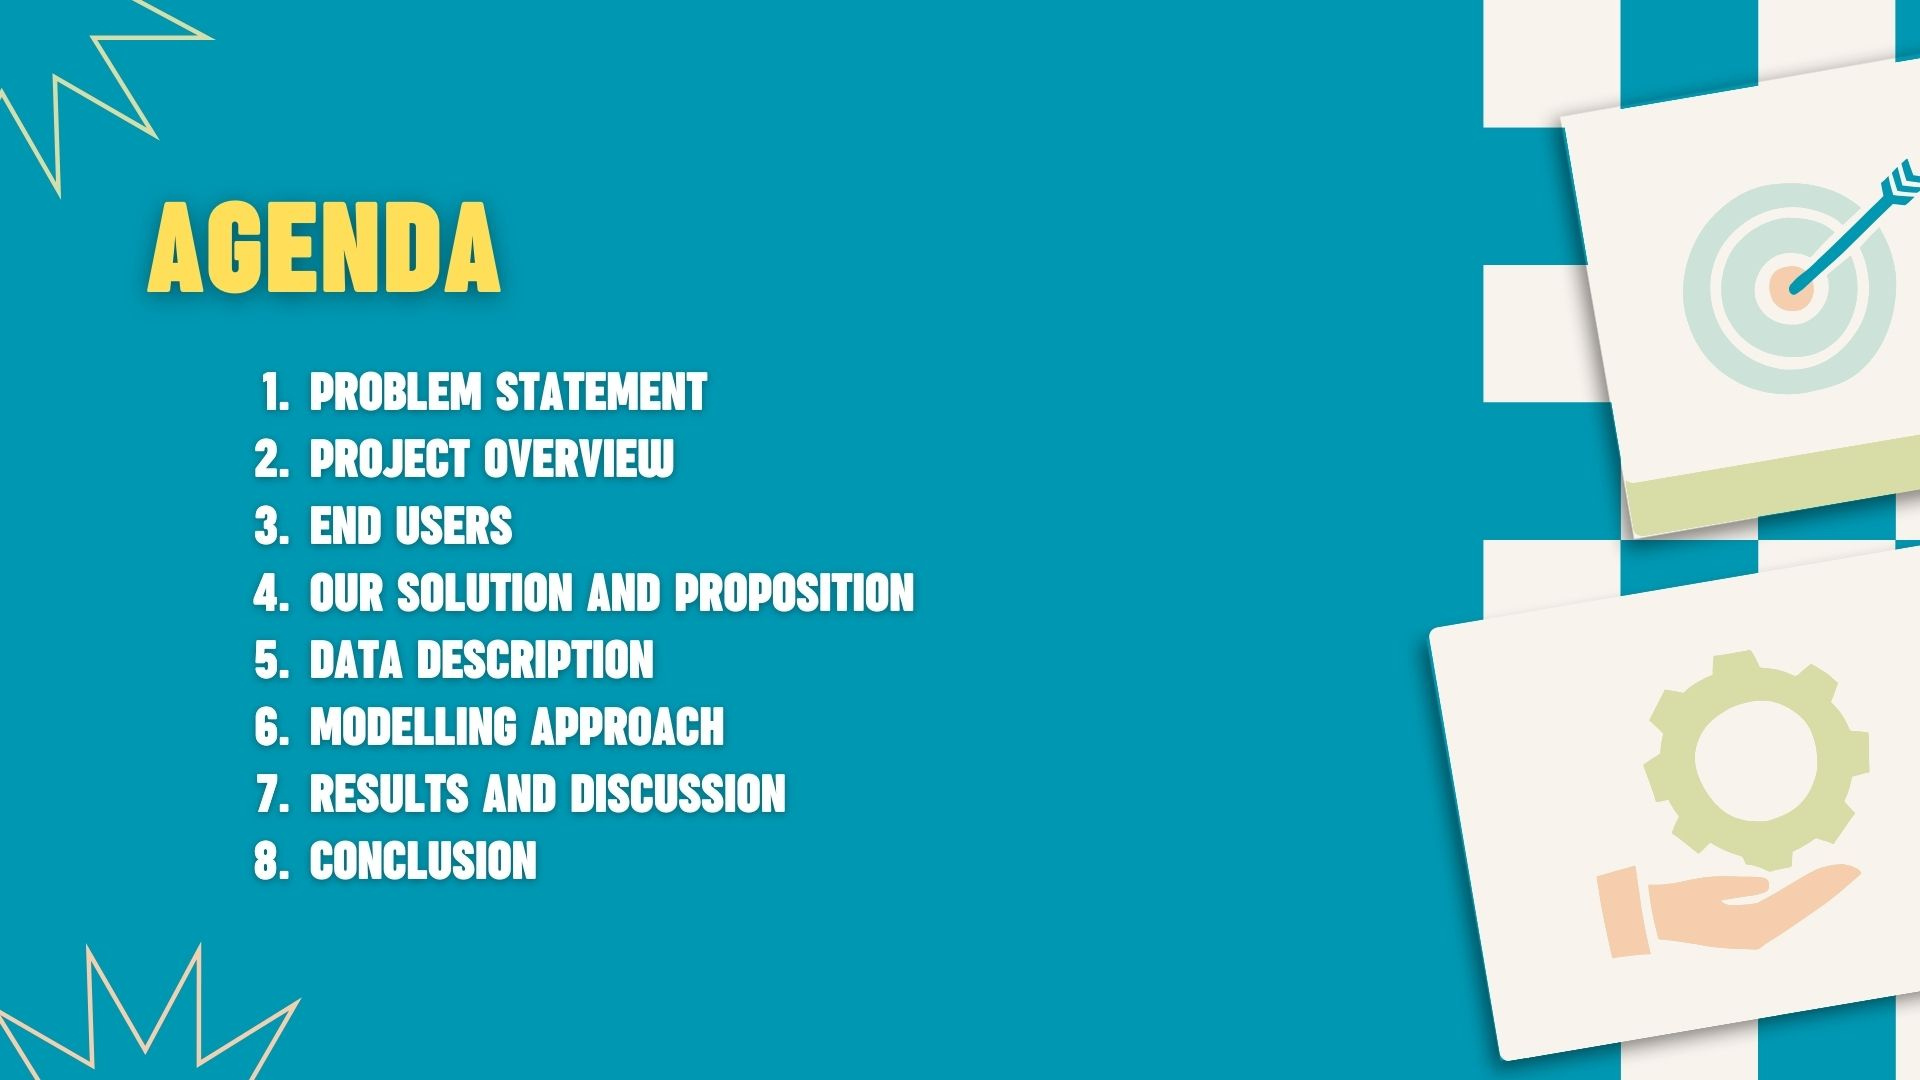 AGENDA
1. PROBLEM STATEMENT
2. PROJECT OVERVIEW
3. END USERS
4. OUR SOLUTION AND PROPOSITION
5. DATA DESCRIPTION
6. MODELLING APPROACH
7. RESULTS AND DISCUSSION
8. CONCLUSION